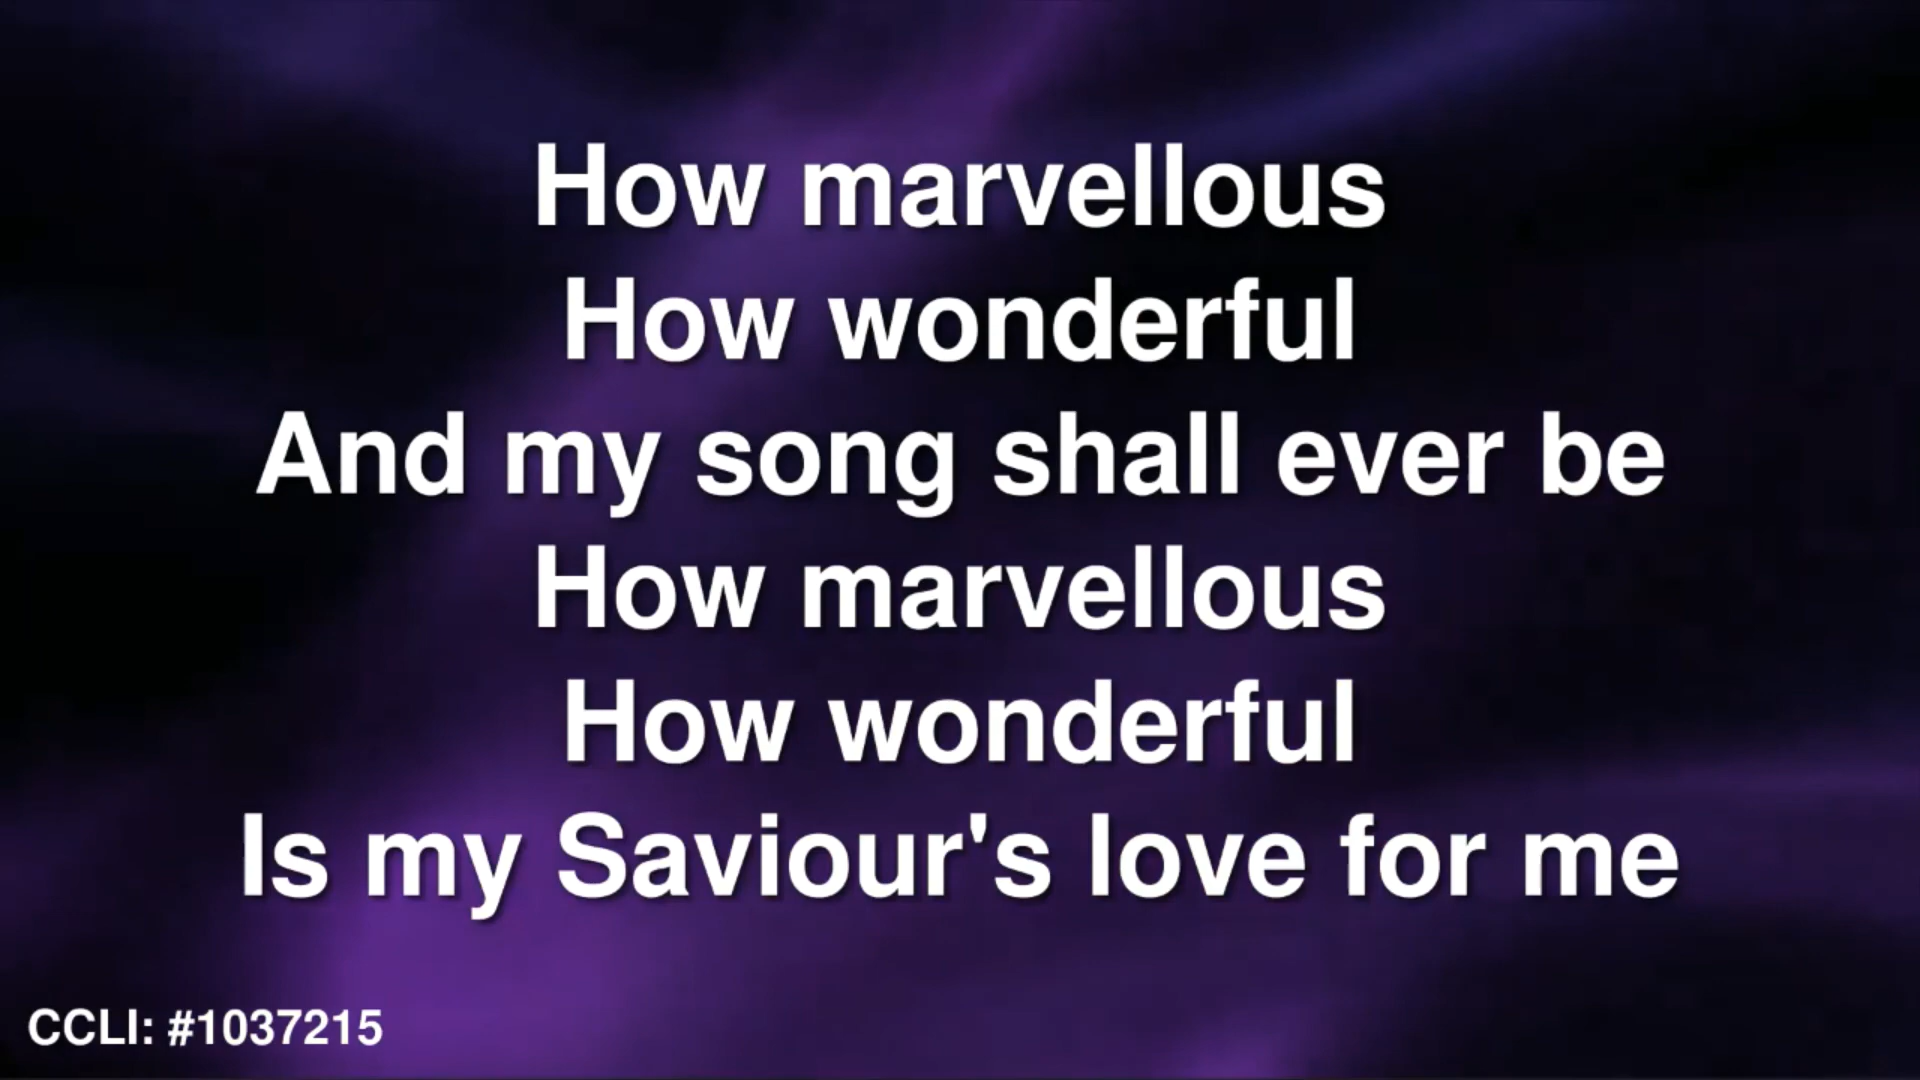 How marvellous
How wonderful
And my song shall ever be
How marvellous
How wonderful
Is my Saviour's love for me
CCLI: #1037215